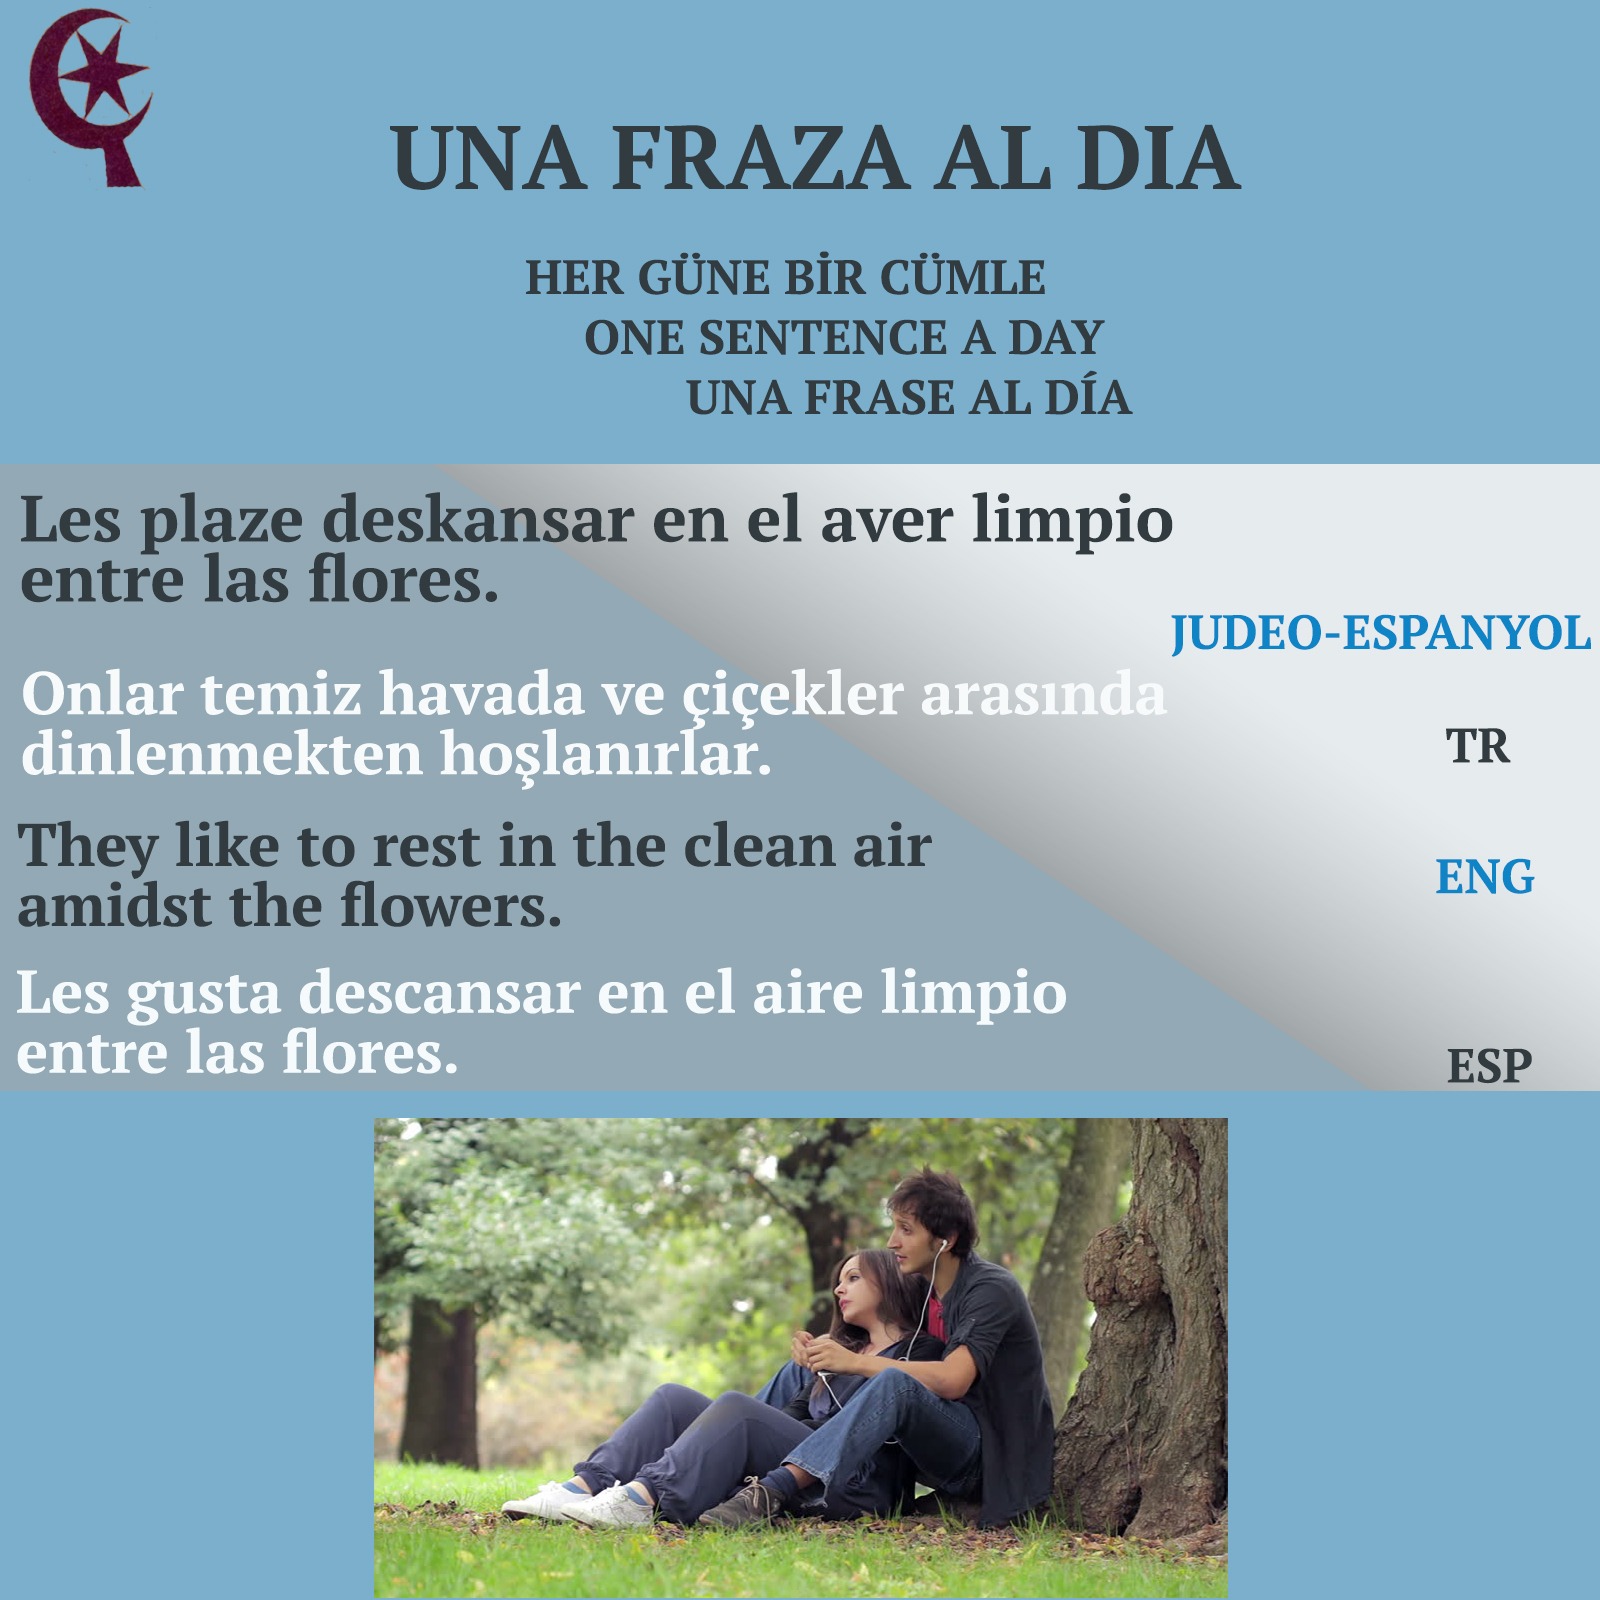 UNA FRAZA AL DIA
HER GÜNE BİR CÜMLE
ONE SENTENCE A DAY
UNA FRASE AL DÍA
Les plaze deskansar en el aver limpio
entre las flores.
JUDEO-ESPANYOL
Onlar temiz havada ve çiçekler arasında
dinlenmekten hoşlanırlar.
TR
They like to rest in the clean air
amidst the flowers.
ENG
Les gusta descansar en el aire limpio
entre las flores.
ESP